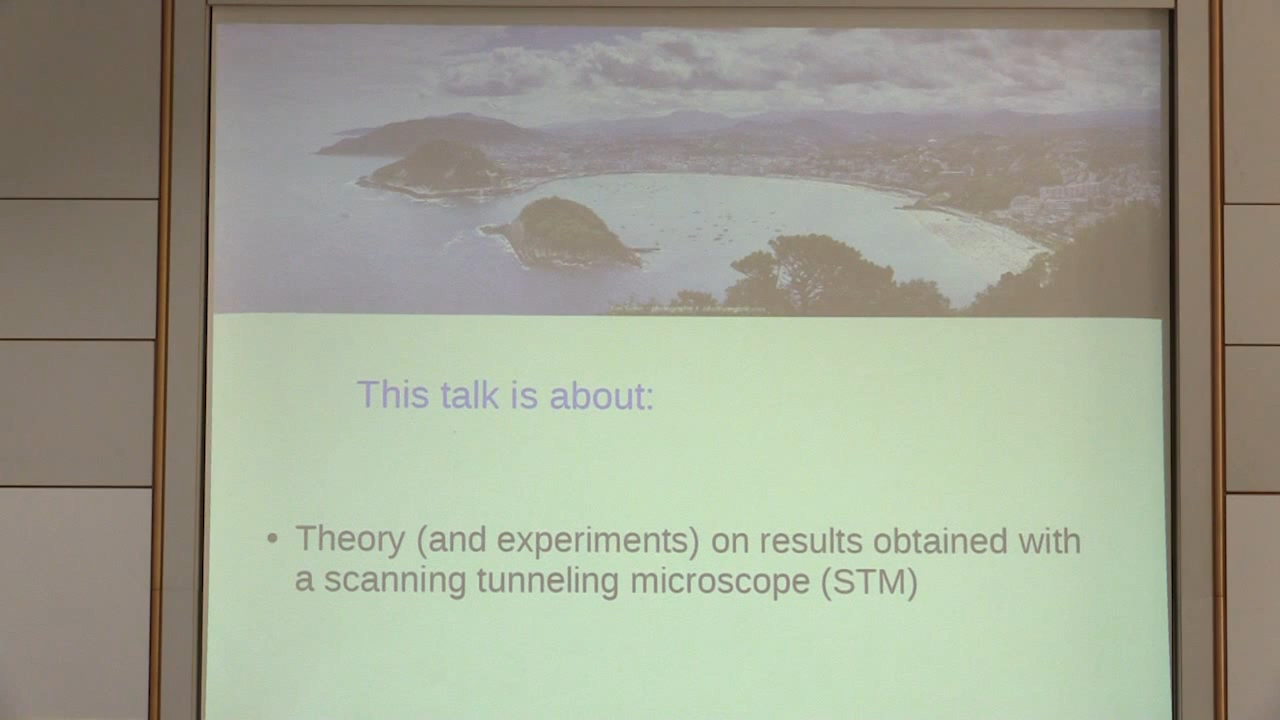 This talk is about:
• Theory (and experiments) on results obtained with
a scanning tunneling microscope (STM)